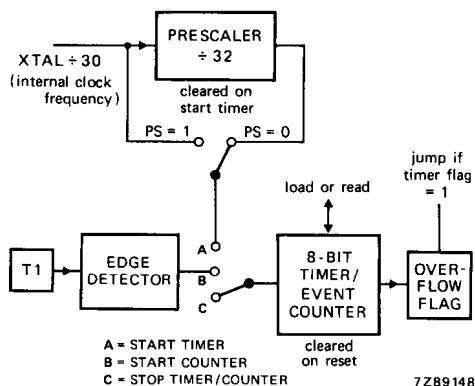 PRESCALER
÷ 32
XTAL ÷ 30
(internal clock
frequency)
cleared on
start timer
PS = 1
PS = 0
jump if
timer flag
= 1
load or read
A
T1
EDGE
DETECTOR
B
C
8-BIT
TIMER/
EVENT
COUNTER
OVER-
FLOW
FLAG
cleared
on reset
A = START TIMER
B = START COUNTER
C = STOP TIMER/COUNTER
7Z89148